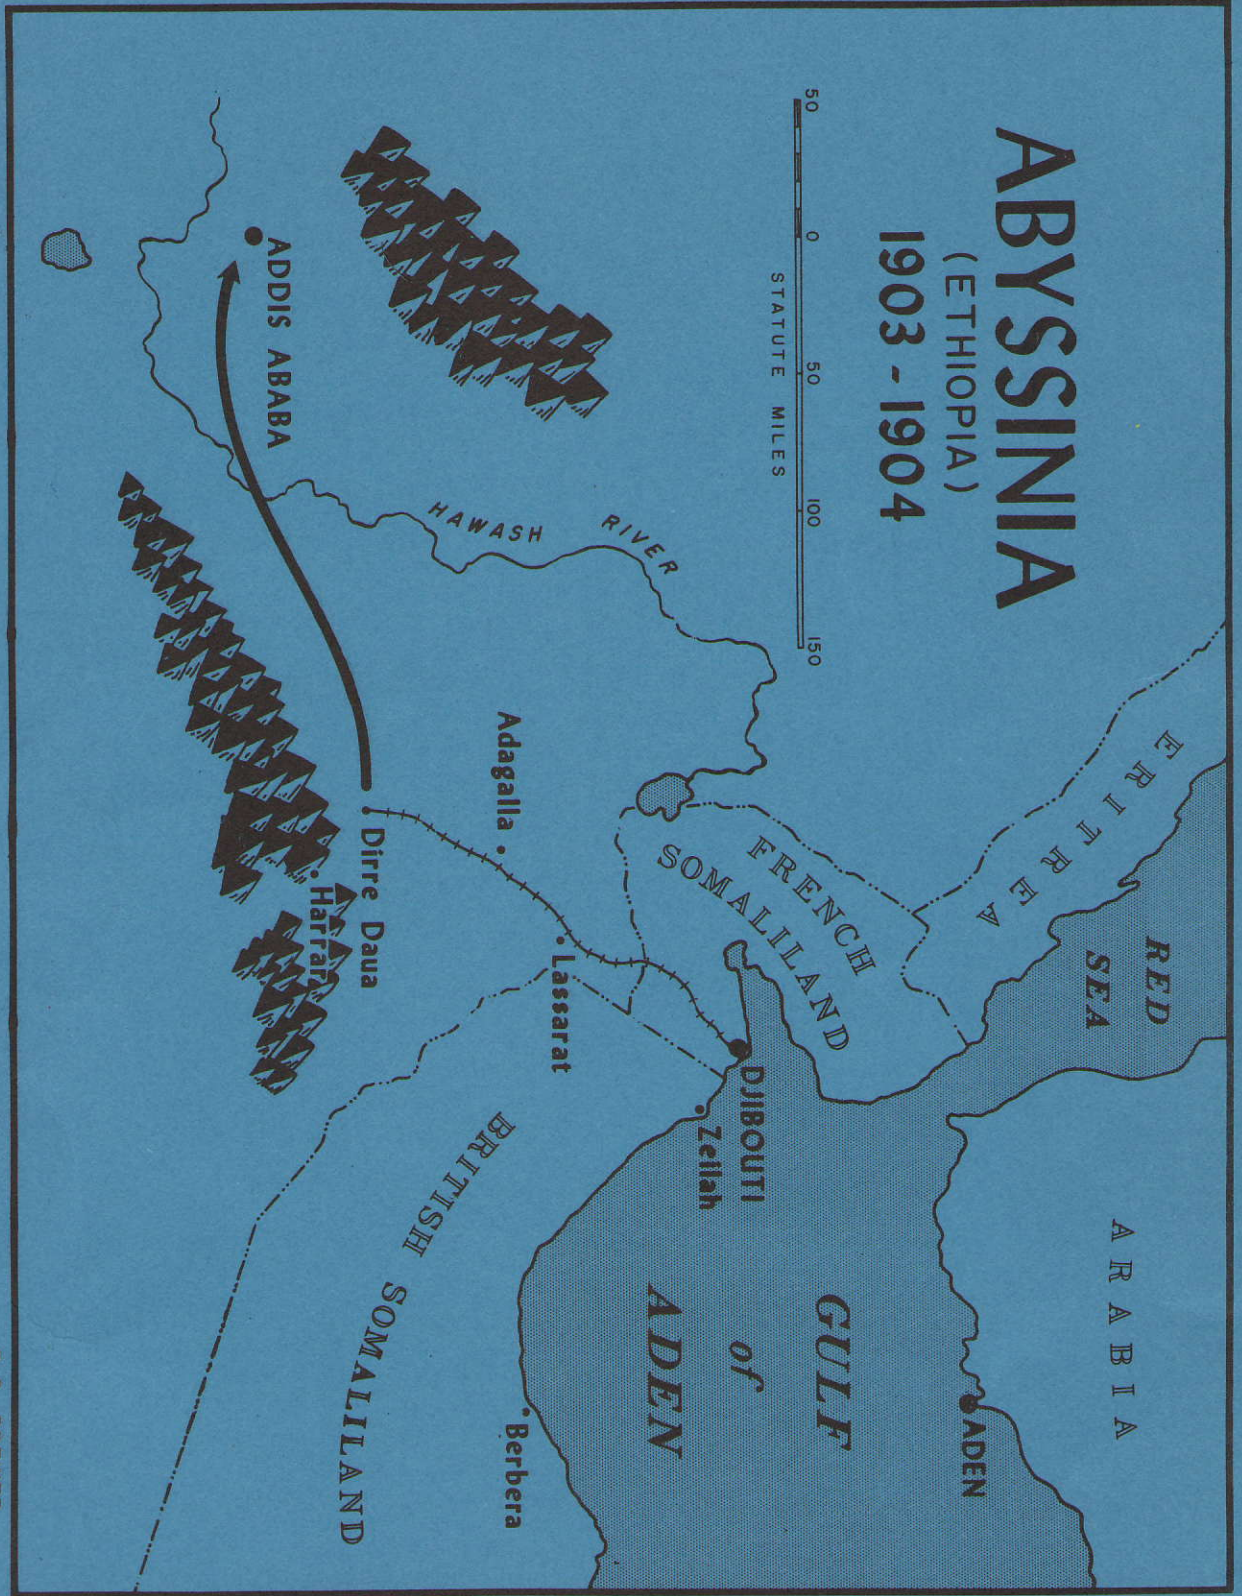 ABYSSINIA
(ETHIOPIA)
1903 - 1904
50 0 50 100 150
STATUTE MILES
ERITREA
RED
SEA
ARABIA
FRENCH
SOMALILAND
ADEN
GULF
of
ADEN
DJIBOUTI
Zeilah
HAWASH RIVER
Adagalla
Lassarat
Berbera
BRITISH SOMALILAND
Dirre Daua
Harrar
ADDIS ABABA